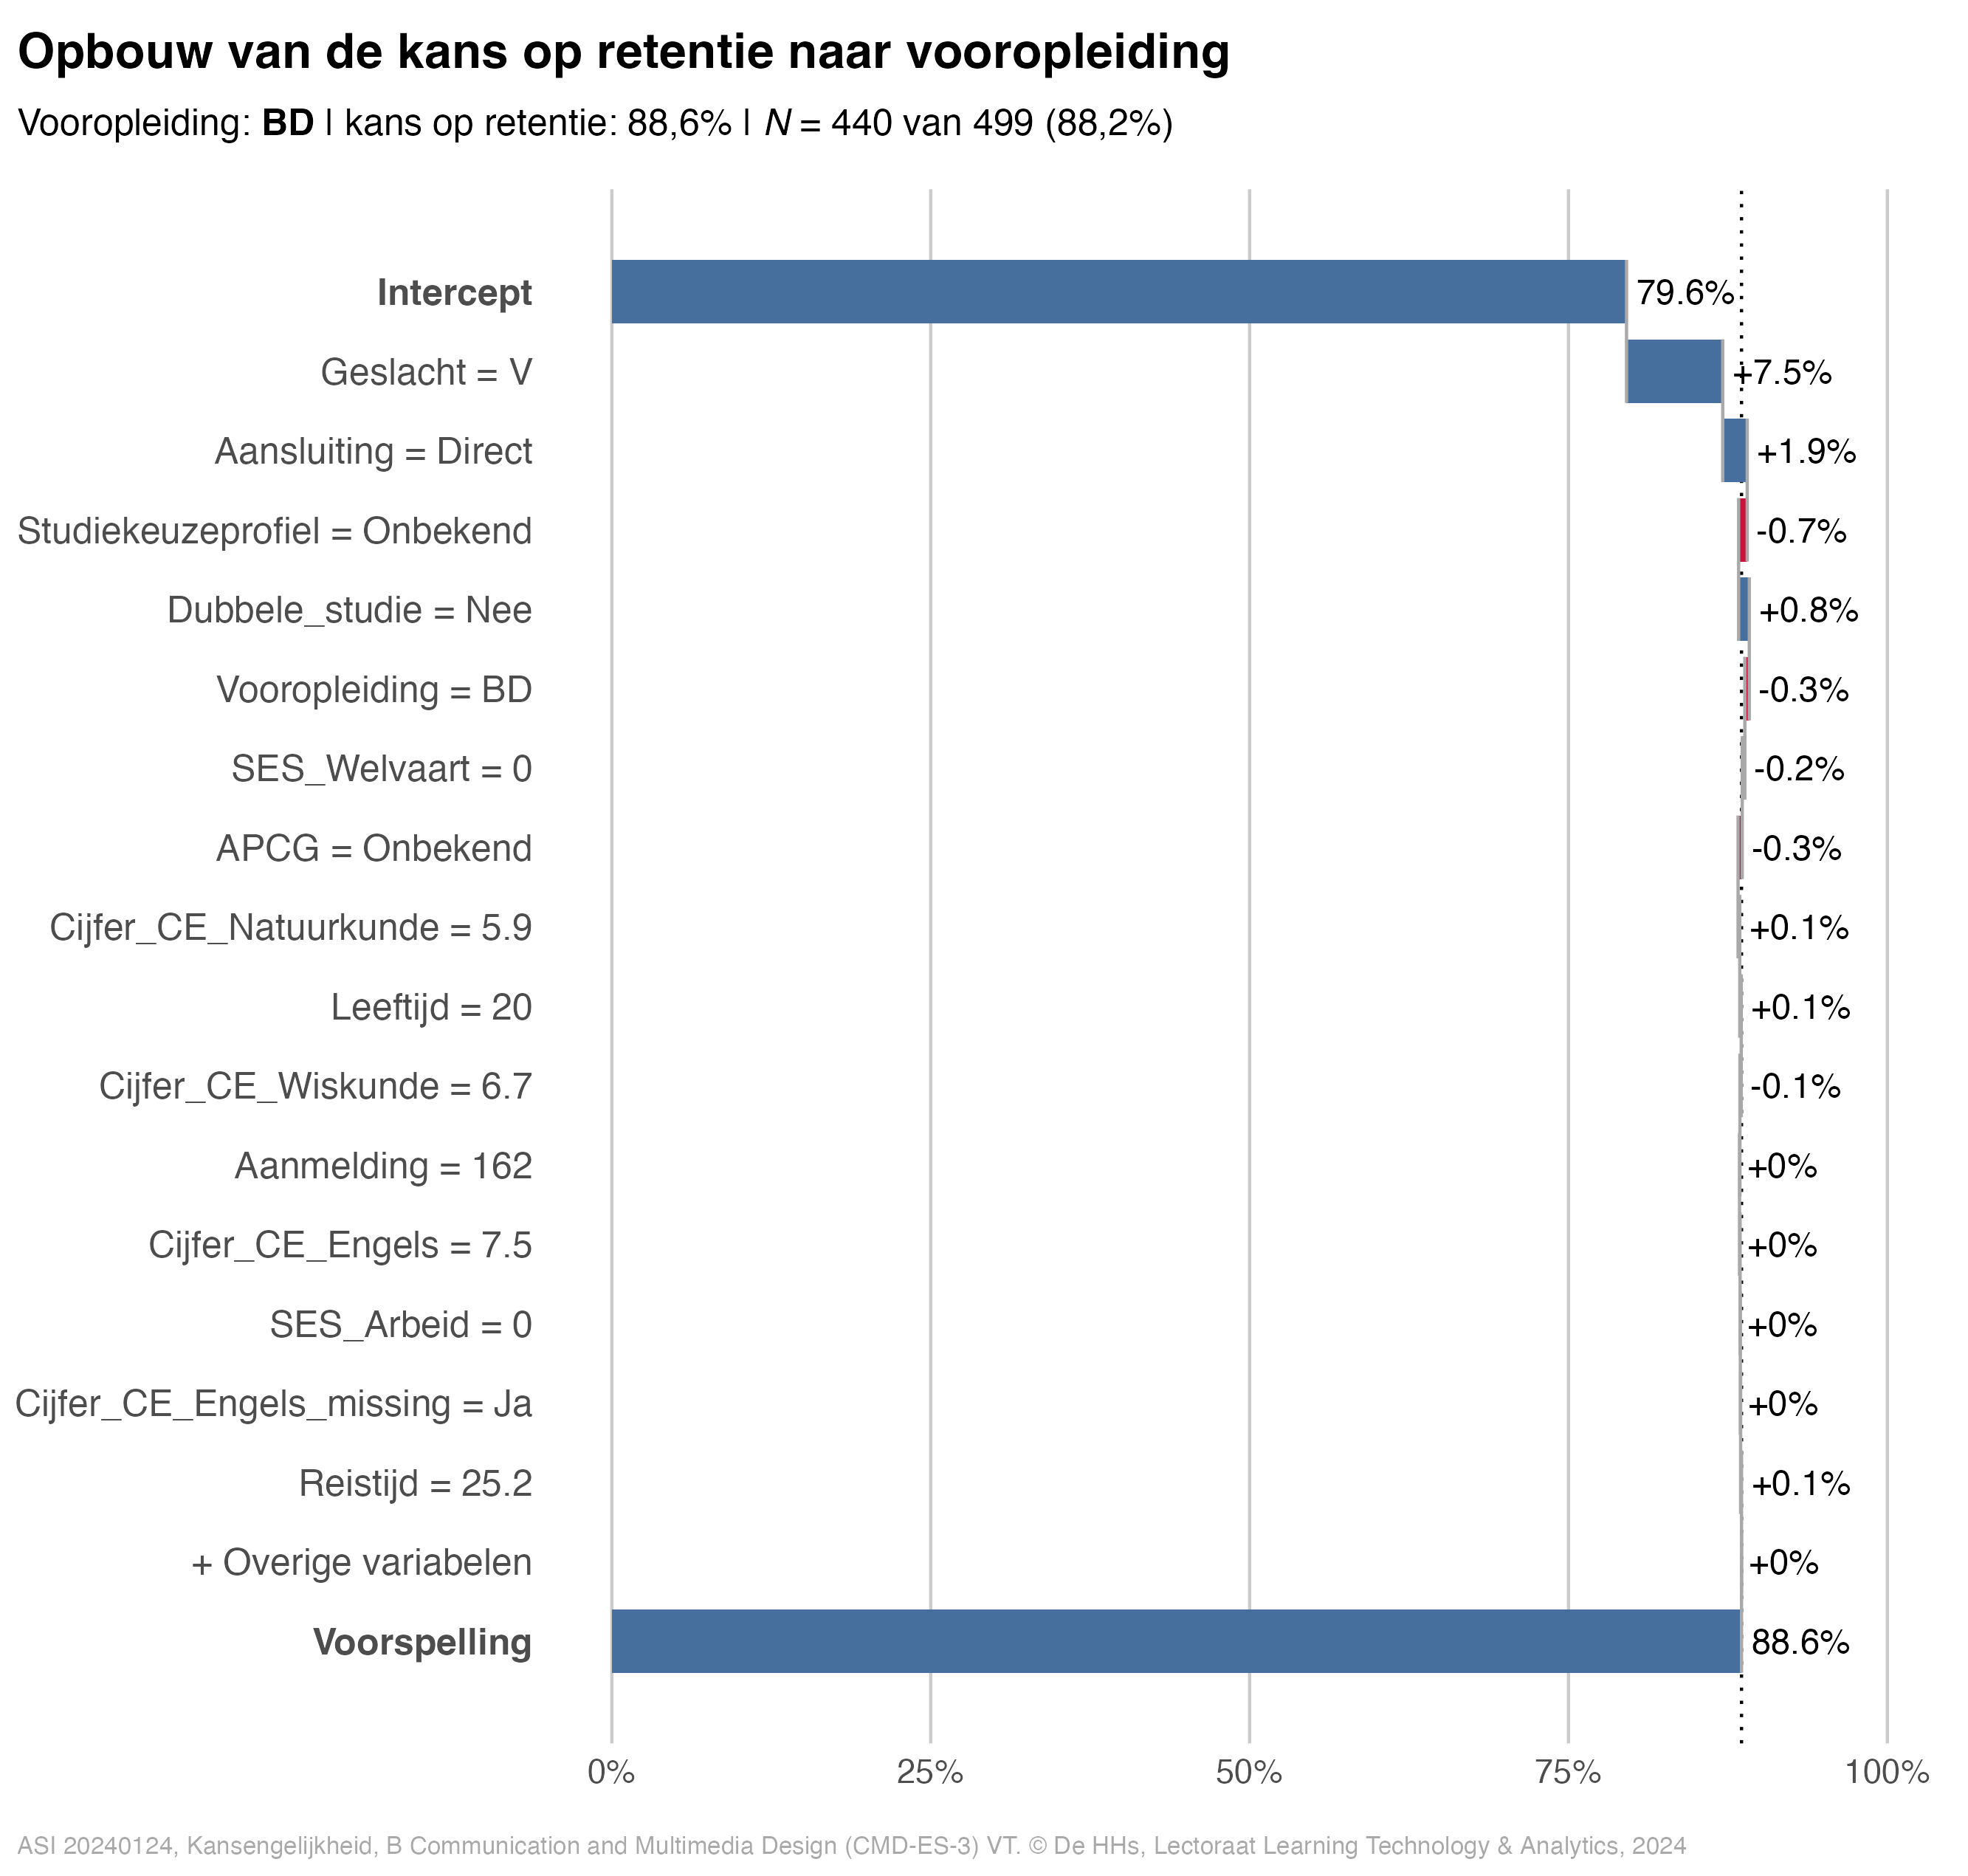 Opbouw van de kans op retentie naar vooropleiding
Vooropleiding: BD | kans op retentie: 88,6% | N = 440 van 499 (88,2%)
Intercept 79.6%
Geslacht = V +7.5%
Aansluiting = Direct +1.9%
Studiekeuzeprofiel = Onbekend -0.7%
Dubbele_studie = Nee +0.8%
Vooropleiding = BD -0.3%
SES_Welvaart = 0 -0.2%
APCG = Onbekend -0.3%
Cijfer_CE_Natuurkunde = 5.9 +0.1%
Leeftijd = 20 +0.1%
Cijfer_CE_Wiskunde = 6.7 -0.1%
Aanmelding = 162 +0%
Cijfer_CE_Engels = 7.5 +0%
SES_Arbeid = 0 +0%
Cijfer_CE_Engels_missing = Ja +0%
Reistijd = 25.2 +0.1%
+ Overige variabelen +0%
Voorspelling 88.6%
0% 25% 50% 75% 100%
ASI 20240124, Kansengelijkheid, B Communication and Multimedia Design (CMD-ES-3) VT. © De HHs, Lectoraat Learning Technology & Analytics, 2024